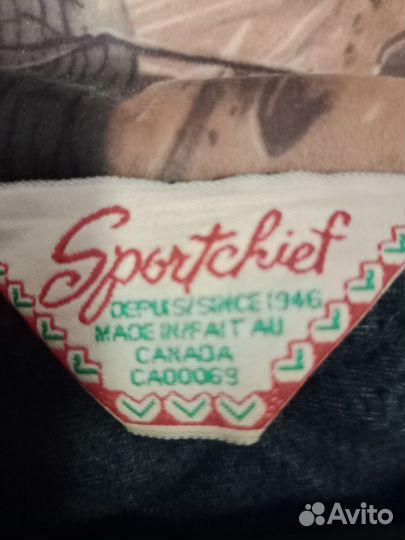 Sportchief
DEPUIS/SINCE 1946
MADE IN/FAIT AU
CANADA
CA00069
Avito